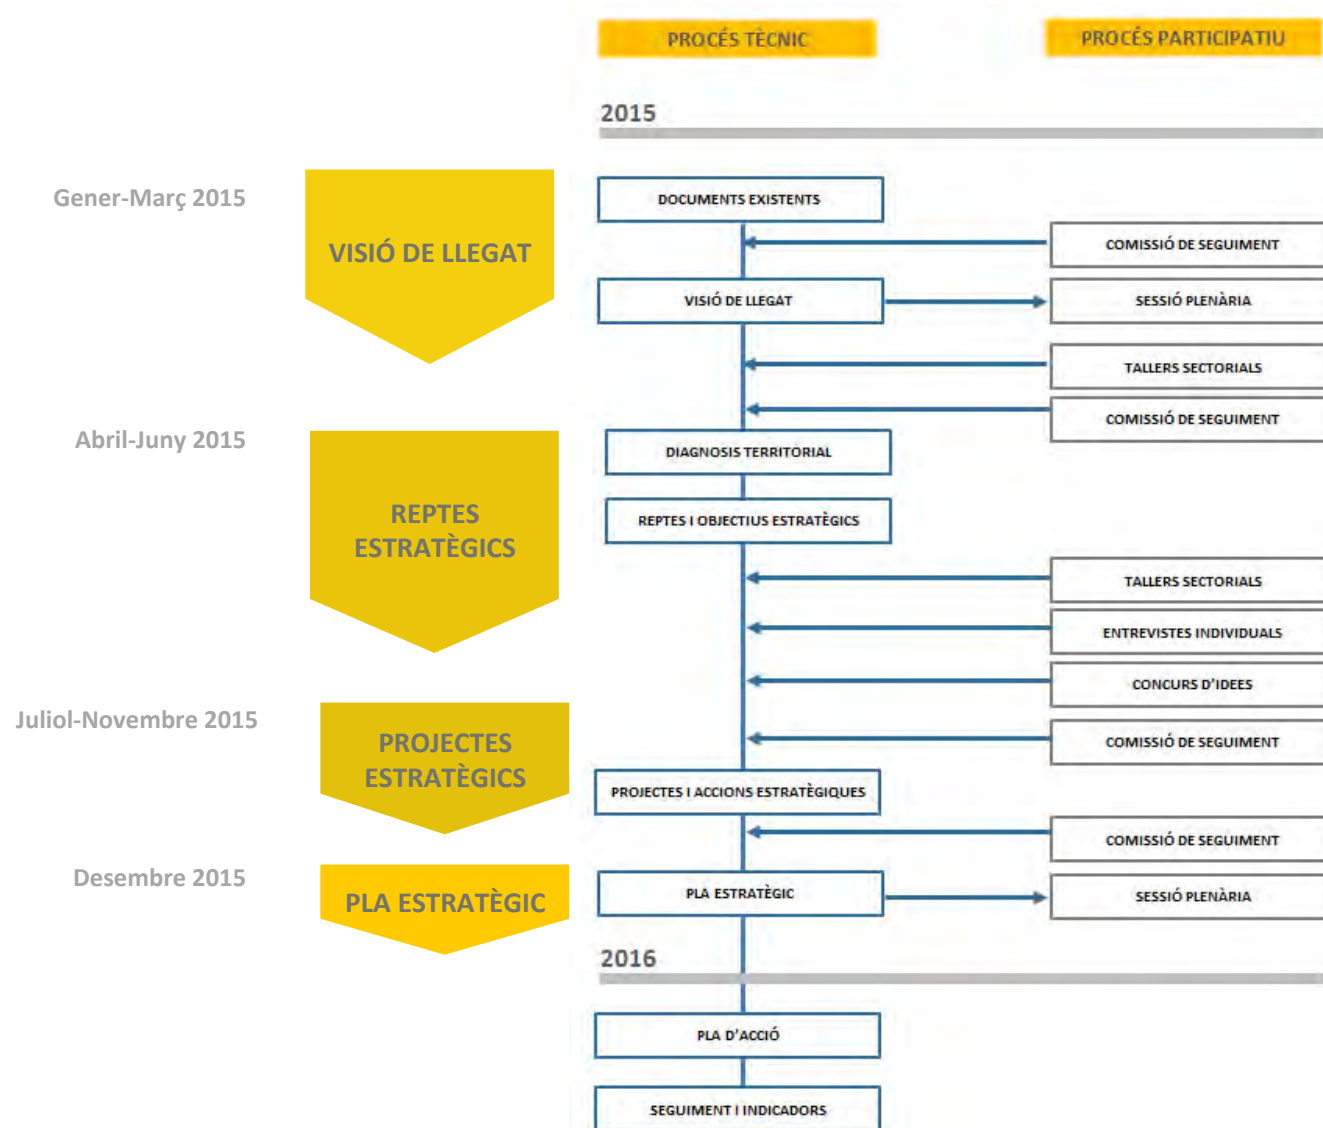 PROCÉS TÈCNIC
PROCÉS PARTICIPATIU
2015
Gener-Març 2015
VISIÓ DE LLEGAT
DOCUMENTS EXISTENTS
COMISSIÓ DE SEGUIMENT
VISIÓ DE LLEGAT
SESSIÓ PLENÀRIA
TALLERS SECTORIALS
COMISSIÓ DE SEGUIMENT
Abril-Juny 2015
REPTES
ESTRATÈGICS
DIAGNOSIS TERRITORIAL
REPTES I OBJECTIUS ESTRATÈGICS
TALLERS SECTORIALS
ENTREVISTES INDIVIDUALS
CONCURS D'IDEES
Juliol-Novembre 2015
PROJECTES
ESTRATÈGICS
COMISSIÓ DE SEGUIMENT
PROJECTES I ACCIONS ESTRATÈGIQUES
COMISSIÓ DE SEGUIMENT
Desembre 2015
PLA ESTRATÈGIC
PLA ESTRATÈGIC
SESSIÓ PLENÀRIA
2016
PLA D'ACCIÓ
SEGUIMENT I INDICADORS